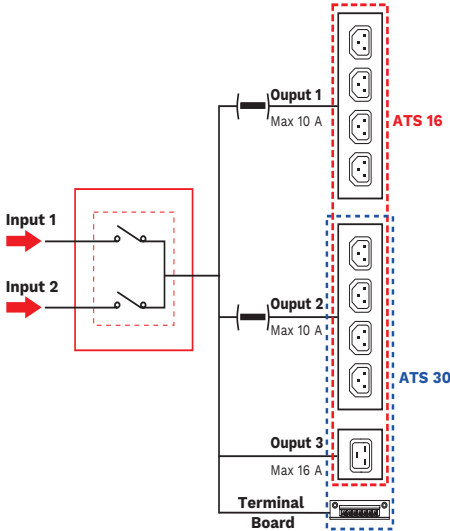 Ouput 1
Max 10 A
ATS 16
Input 1
Input 2
Ouput 2
Max 10 A
ATS 30
Ouput 3
Max 16 A
Terminal
Board